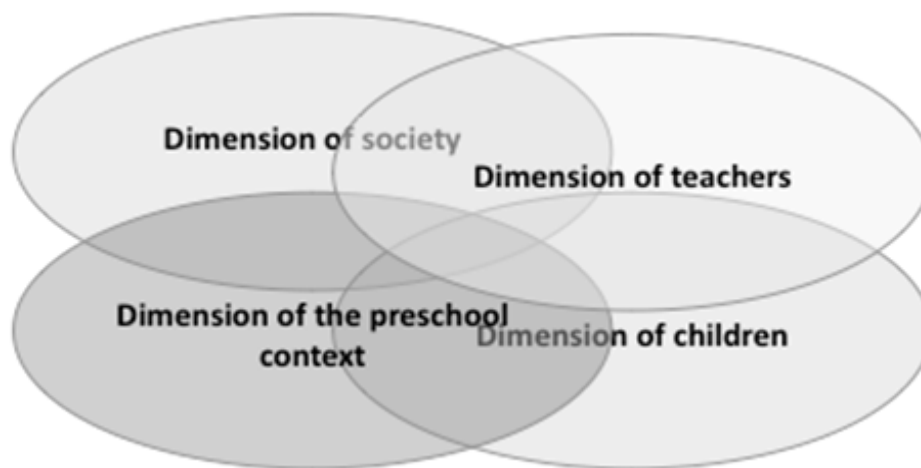 Dimension of society
Dimension of teachers
Dimension of the preschool
context
Dimension of children